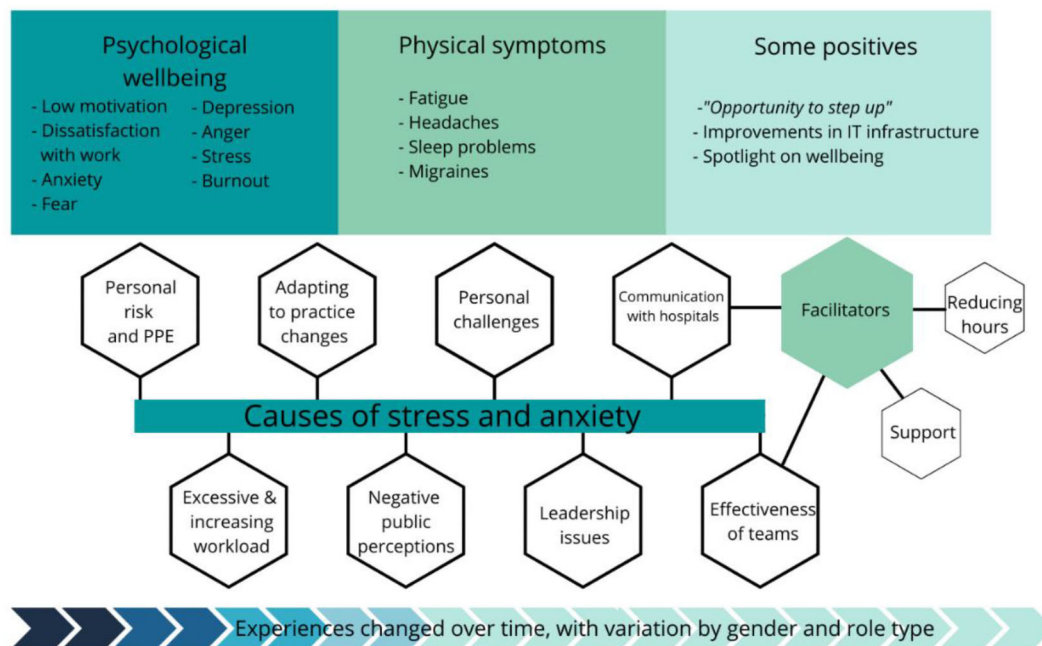 Psychological
wellbeing
- Low motivation
- Dissatisfaction
with work
- Anxiety
- Fear
- Depression
- Anger
- Stress
- Burnout
Physical symptoms
- Fatigue
- Headaches
- Sleep problems
- Migraines
Some positives
-"Opportunity to step up"
- Improvements in IT infrastructure
- Spotlight on wellbeing
Personal
risk
and PPE
Adapting
to practice
changes
Personal
challenges
Communication
with hospitals
Facilitators
Reducing
hours
Support
Causes of stress and anxiety
Excessive &
increasing
workload
Negative
public
perceptions
Leadership
issues
Effectiveness
of teams
Experiences changed over time, with variation by gender and role type